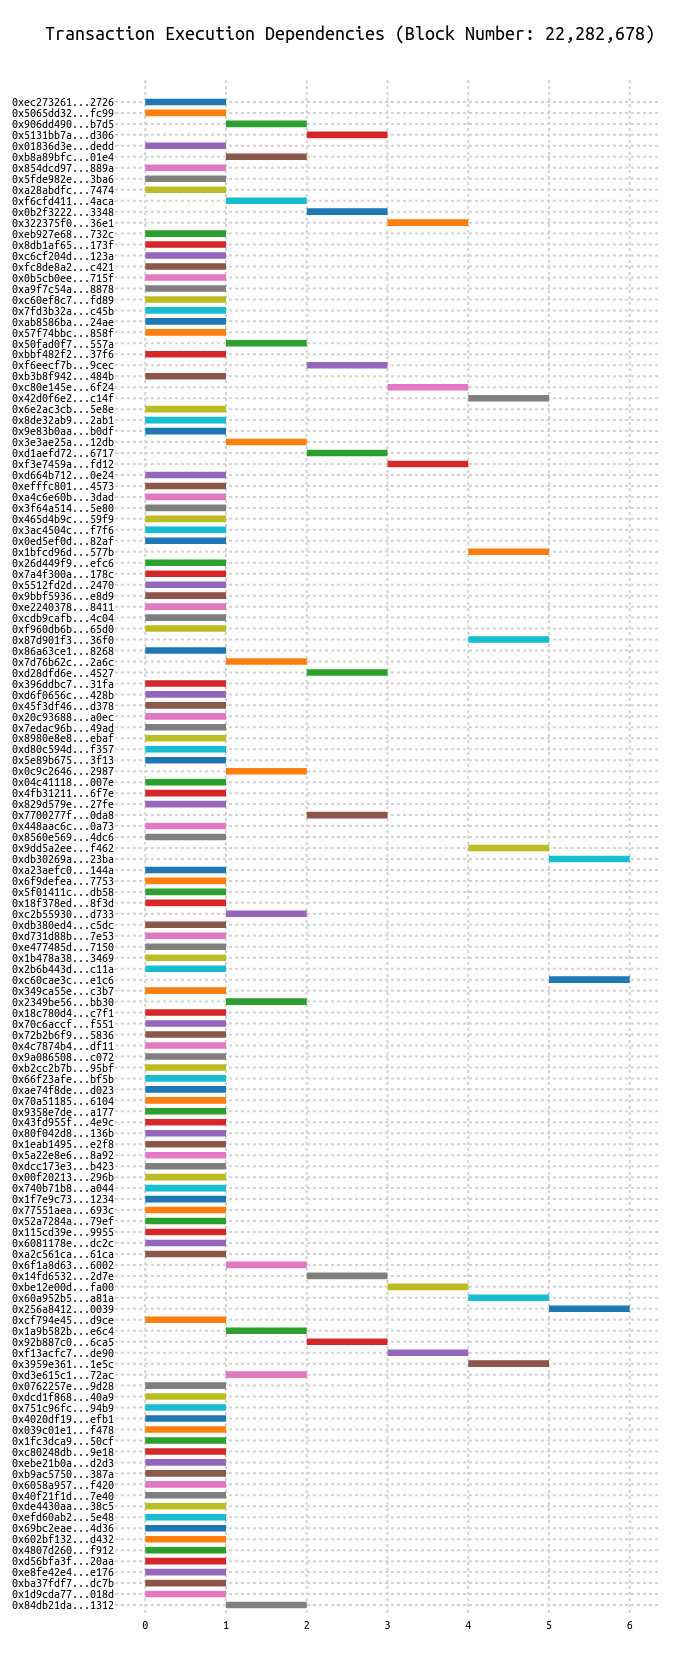 Transaction Execution Dependencies (Block Number: 22,282,678)
0xec273261...2726
0x5065dd32...fc99
0x906dd490...b7d5
0x5131bb7a...d306
0x01836d3e...dedd
0xb8a89bfc...01e4
0x854dcd97...889a
0x5fde982e...3ba6
0xa28abdfc...7474
0xf6cfd411...4aca
0x0b2f3222...3348
0x322375f0...36e1
0xeb927e68...732c
0x8db1af65...173f
0xc6cf204d...123a
0xfc8de8a2...c421
0x0b5cb0ee...715f
0xa9f7c54a...8878
0xc60ef8c7...fd89
0x7fd3b32a...c45b
0xab8586ba...24ae
0x57f74bbc...858f
0x50fad0f7...557a
0xbbf482f2...37f6
0xf6eecf7b...9cec
0xb3b8f942...484b
0xc80e145e...6f24
0x42d0f6e2...c14f
0x6e2ac3cb...5e8e
0x8de32ab9...2ab1
0x9e83b0aa...b0df
0x3e3ae25a...12db
0xd1aefd72...6717
0xf3e7459a...fd12
0xd664b712...0e24
0xefffc801...4573
0xa4c6e60b...3dad
0x3f64a514...5e80
0x465d4b9c...59f9
0x3ac4504c...f7f6
0x0ed5ef0d...82af
0x1bfcd96d...577b
0x26d449f9...efc6
0x7a4f300a...178c
0x5512fd2d...2470
0x9bbf5936...e8d9
0xe2240378...8411
0xcdb9cafb...4c04
0xf960db6b...65d0
0x87d901f3...36f0
0x86a63ce1...8268
0x7d76b62c...2a6c
0xd28dfd6e...4527
0x396ddbc7...31fa
0xd6f0656c...428b
0x45f3df46...d378
0x20c93688...a0ec
0x7edac96b...49ad
0x8980e8e8...ebaf
0xd80c594d...f357
0x5e89b675...3f13
0x0c9c2646...2987
0x04c41118...007e
0x4fb31211...6f7e
0x829d579e...27fe
0x7700277f...0da8
0x448aac6c...0a73
0x8560e569...4dc6
0x9dd5a2ee...f462
0xdb30269a...23ba
0xa23aefc0...144a
0x6f9defea...7753
0x5f01411c...db58
0x18f378ed...8f3d
0xc2b55930...d733
0xdb380ed4...c5dc
0xd731d88b...7e53
0xe477485d...7150
0x1b478a38...3469
0x2b6b443d...c11a
0xc60cae3c...e1c6
0x349ca55e...c3b7
0x2349be56...bb30
0x18c780d4...c7f1
0x70c6accf...f551
0x72b2b6f9...5836
0x4c7874b4...df11
0x9a086508...c072
0xb2cc2b7b...95bf
0x66f23afe...bf5b
0xae74f8de...d023
0x70a51185...6104
0x9358e7de...a177
0x43fd955f...4e9c
0x80f042d8...136b
0x1eab1495...e2f8
0x5a22e8e6...8a92
0xdcc173e3...b423
0x00f20213...296b
0x740b71b8...a044
0x1f7e9c73...1234
0x77551aea...693c
0x52a7284a...79ef
0x115cd39e...9955
0x6081178e...dc2c
0xa2c561ca...61ca
0x6f1a8d63...6002
0x14fd6532...2d7e
0xbe12e00d...fa00
0x60a952b5...a81a
0x256a8412...0039
0xcf794e45...d9ce
0x1a9b582b...e6c4
0x92b887c0...6ca5
0xf13acfc7...de90
0x3959e361...1e5c
0xd3e615c1...72ac
0x0762257e...9d28
0xdcd1f868...40a9
0x751c96fc...94b9
0x4020df19...efb1
0x039c01e1...f478
0x1fc3dca9...50cf
0xc80248db...9e18
0xebe21b0a...d2d3
0xb9ac5750...387a
0x6058a957...f420
0x40f21f1d...7e40
0xde4430aa...38c5
0xefd60ab2...5e48
0x69bc2eae...4d36
0x602bf132...d432
0x4807d260...f912
0xd56bfa3f...20aa
0xe8fe42e4...e176
0xba37fdf7...dc7b
0x1d9cda77...018d
0x84db21da...1312
0 1 2 3 4 5 6